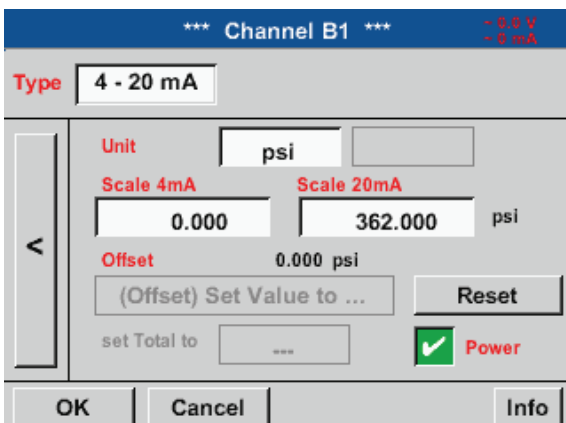 *** Channel B1 ***
~ 0.0 V
~ 0 mA
Type 4 - 20 mA
Unit psi
Scale 4mA Scale 20mA
0.000 362.000 psi
Offset 0.000 psi
(Offset) Set Value to ... Reset
set Total to --- Power
<
OK Cancel Info